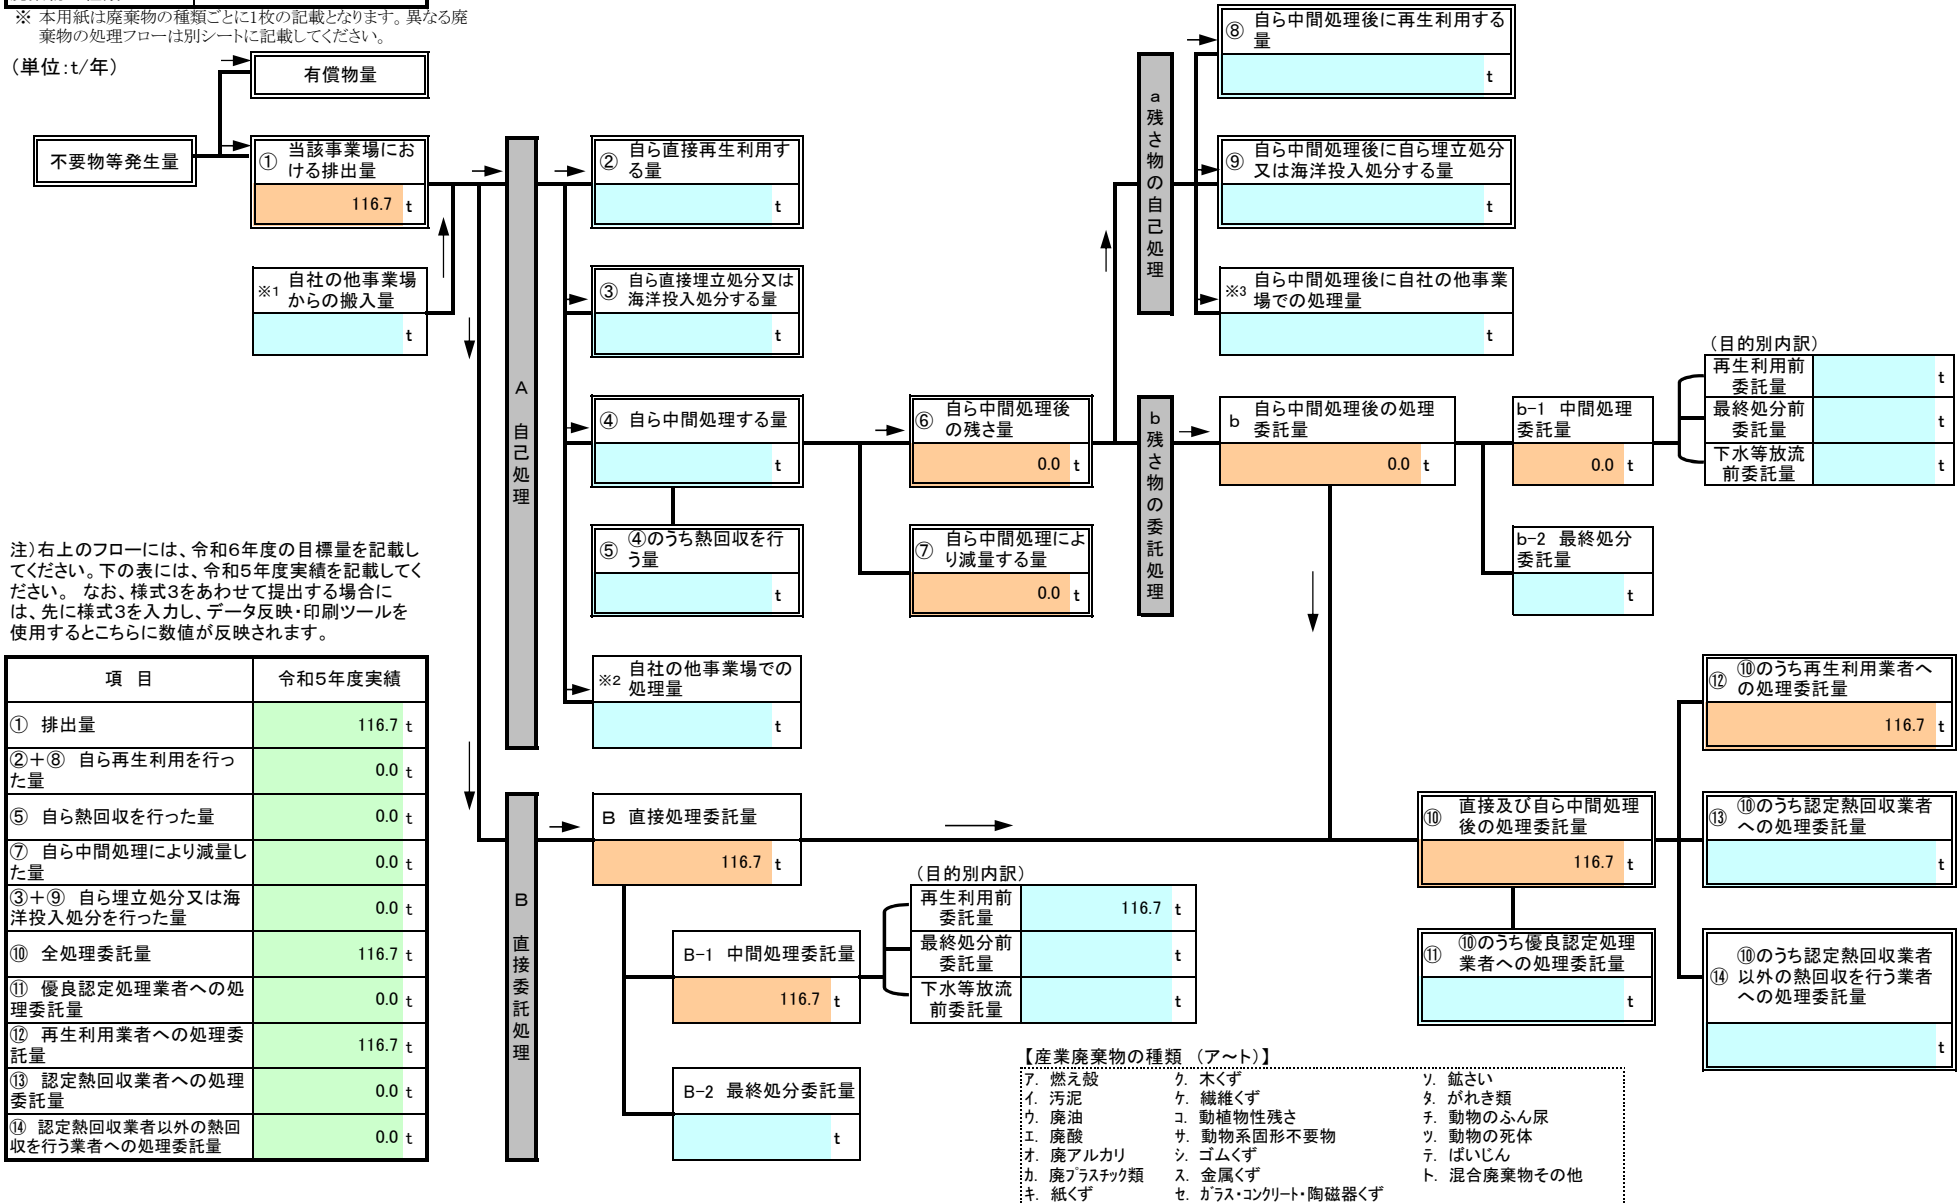 ※ 本用紙は廃棄物の種類ごとに1枚の記載となります。異なる廃
棄物の処理フローは別シートに記載してください。
（単位：t/年）
有償物量
不要物等発生量
① 当該事業場にお
ける排出量
116.7 t
※1 自社の他事業場
からの搬入量
t
A 自己処理
② 自ら直接再生利用す
る量
t
③ 自ら直接埋立処分又は
海洋投入処分する量
t
④ 自ら中間処理する量
t
⑤ ④のうち熱回収を行
う量
t
※2 自社の他事業場での
処理量
t
⑥ 自ら中間処理後
の残さ量
0.0 t
⑦ 自ら中間処理によ
り減量する量
0.0 t
a 残さ物の自己処理
⑧ 自ら中間処理後に再生利用する
量
t
⑨ 自ら中間処理後に自ら埋立処分
又は海洋投入処分する量
t
※3 自ら中間処理後に自社の他事業
場での処理量
t
b 残さ物の委託処理
b 自ら中間処理後の処理
委託量
0.0 t
b-1 中間処理
委託量
0.0 t
b-2 最終処分
委託量
t
（目的別内訳）
再生利用前
委託量
t
最終処分前
委託量
t
下水等放流
前委託量
t
注）右上のフローには、令和６年度の目標量を記載し
てください。下の表には、令和５年度実績を記載してく
ださい。 なお、様式３をあわせて提出する場合に
は、先に様式３を入力し、データ反映・印刷ツールを
使用するとこちらに数値が反映されます。
項 目 令和５年度実績
① 排出量 116.7 t
②＋⑧ 自ら再生利用を行っ
た量 0.0 t
⑤ 自ら熱回収を行った量 0.0 t
⑦ 自ら中間処理により減量し
た量 0.0 t
③＋⑨ 自ら埋立処分又は海
洋投入処分を行った量 0.0 t
⑩ 全処理委託量 116.7 t
⑪ 優良認定処理業者への処
理委託量 0.0 t
⑫ 再生利用業者への処理委
託量 116.7 t
⑬ 認定熱回収業者への処理
委託量 0.0 t
⑭ 認定熱回収業者以外の熱回
収を行う業者への処理委託量 0.0 t
B 直接委託処理
B 直接処理委託量
116.7 t
B-1 中間処理委託量
116.7 t
B-2 最終処分委託量
t
（目的別内訳）
再生利用前
委託量
116.7 t
最終処分前
委託量
t
下水等放流
前委託量
t
⑩ 直接及び自ら中間処理
後の処理委託量
116.7 t
⑪ ⑩のうち優良認定処理
業者への処理委託量
t
⑫ ⑩のうち再生利用業者へ
の処理委託量
116.7 t
⑬ ⑩のうち認定熱回収業者
への処理委託量
t
⑭ ⑩のうち認定熱回収業者
以外の熱回収を行う業者
への処理委託量
t
【産業廃棄物の種類 （ア～ト）】
ア. 燃え殻 ク. 木くず ソ. 鉱さい
イ. 汚泥 ケ. 繊維くず タ. がれき類
ウ. 廃油 コ. 動植物性残さ チ. 動物のふん尿
エ. 廃酸 サ. 動物系固形不要物 ツ. 動物の死体
オ. 廃アルカリ シ. ゴムくず テ. ばいじん
カ. 廃プラスチック類 ス. 金属くず ト. 混合廃棄物その他
キ. 紙くず セ. ガラス・コンクリート・陶磁器くず